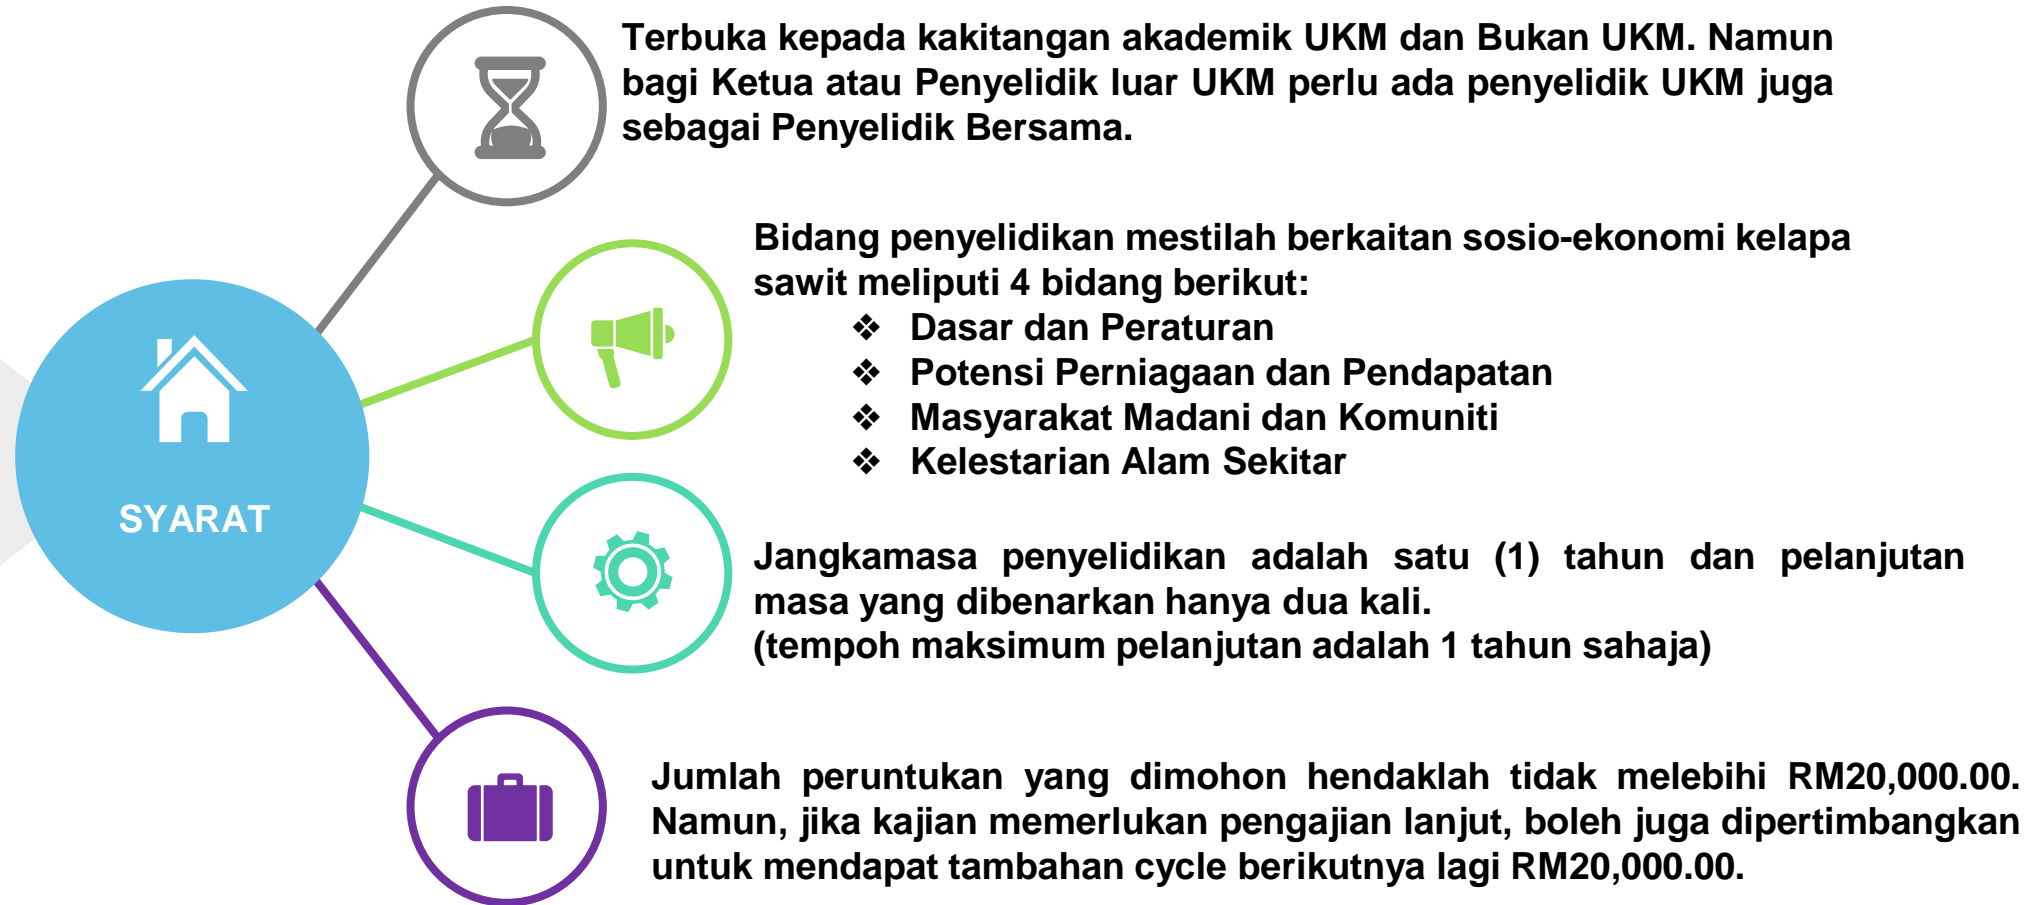 Terbuka kepada kakitangan akademik UKM dan Bukan UKM. Namun
bagi Ketua atau Penyelidik luar UKM perlu ada penyelidik UKM juga
sebagai Penyelidik Bersama.
Bidang penyelidikan mestilah berkaitan sosio-ekonomi kelapa
sawit meliputi 4 bidang berikut:
❖ Dasar dan Peraturan
❖ Potensi Perniagaan dan Pendapatan
❖ Masyarakat Madani dan Komuniti
❖ Kelestarian Alam Sekitar
SYARAT
Jangkamasa penyelidikan adalah satu (1) tahun dan pelanjutan
masa yang dibenarkan hanya dua kali.
(tempoh maksimum pelanjutan adalah 1 tahun sahaja)
Jumlah peruntukan yang dimohon hendaklah tidak melebihi RM20,000.00.
Namun, jika kajian memerlukan pengajian lanjut, boleh juga dipertimbangkan
untuk mendapat tambahan cycle berikutnya lagi RM20,000.00.